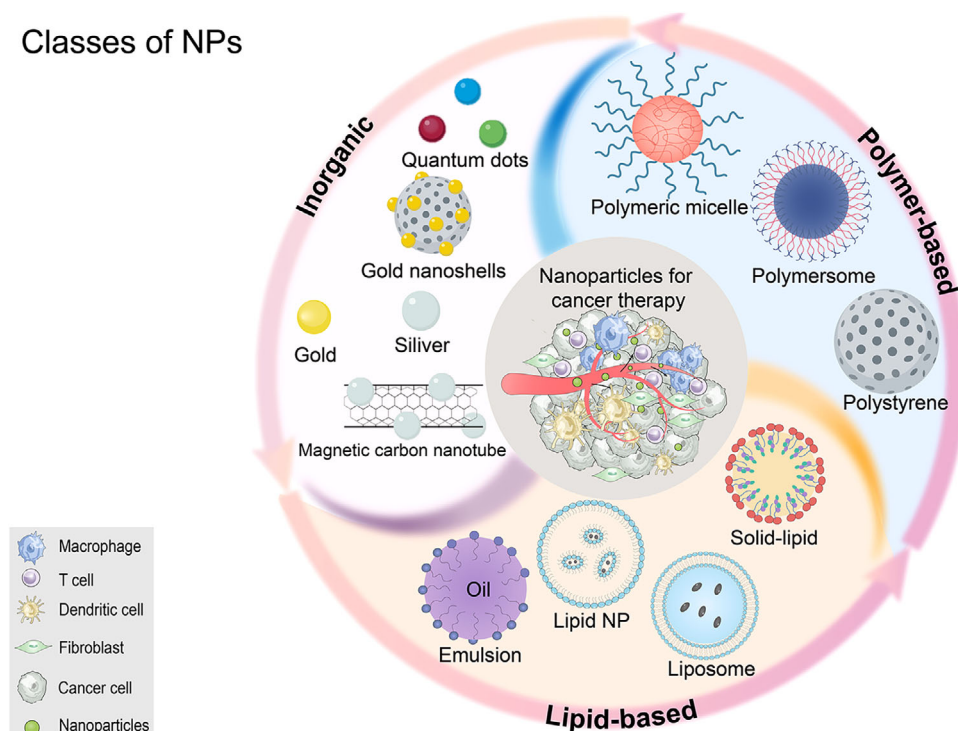 Classes of NPs
Inorganic
Quantum dots
Gold nanoshells
Gold
Siliver
Magnetic carbon nanotube
Polymer-based
Polymeric micelle
Polymersome
Polystyrene
Nanoparticles for
cancer therapy
Lipid-based
Solid-lipid
Liposome
Lipid NP
Oil
Emulsion
Macrophage
T cell
Dendritic cell
Fibroblast
Cancer cell
Nanoparticles